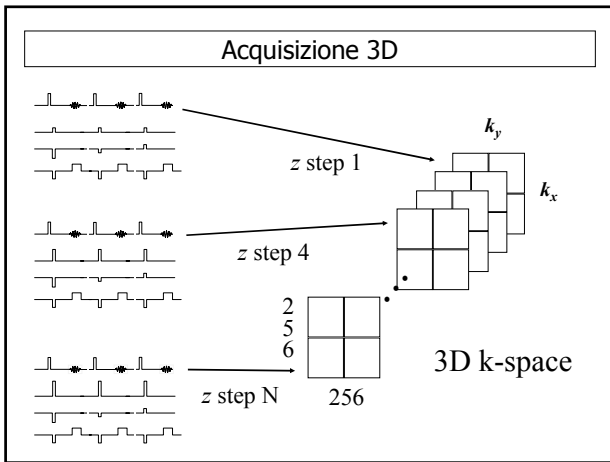 Acquisizione 3D
k_y
z step 1
k_x
z step 4
2
5
6
3D k-space
z step N
256